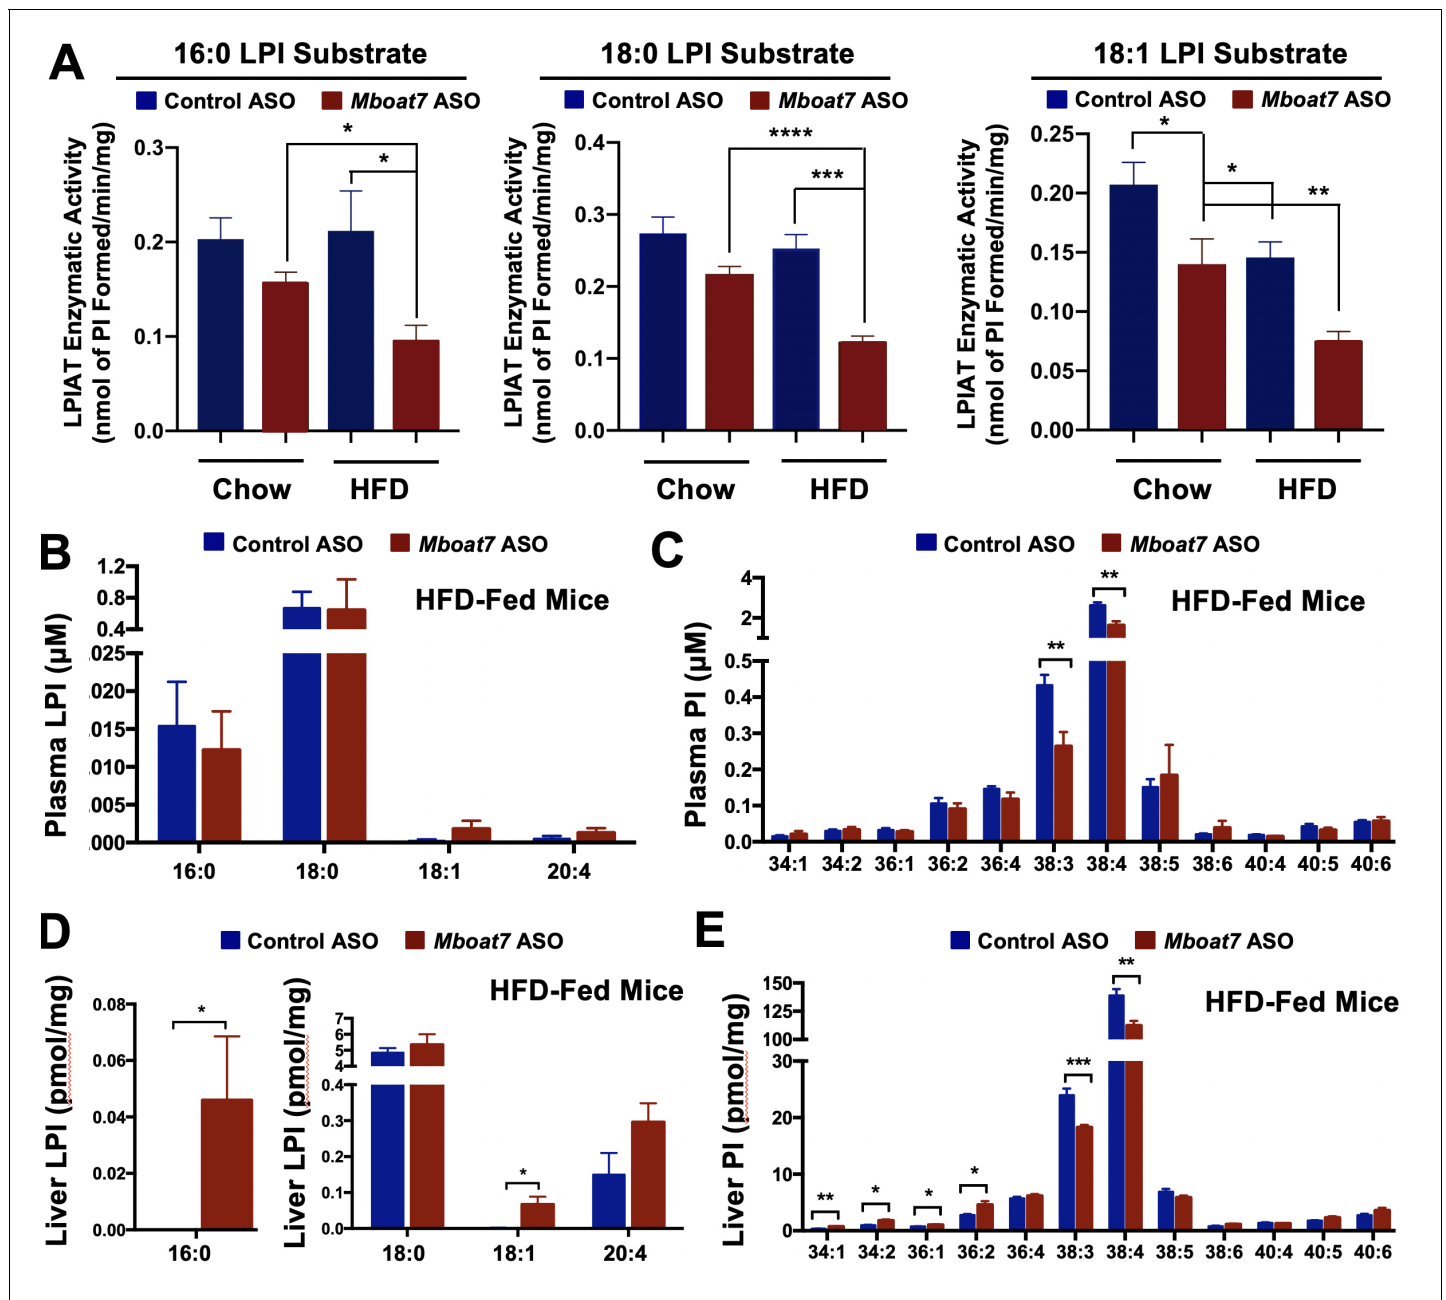 A
16:0 LPI Substrate
Control ASO Mboat7 ASO
LPIAT Enzymatic Activity
(nmol of PI Formed/min/mg)
0.3
0.2
0.1
0.0
* *
Chow HFD
18:0 LPI Substrate
Control ASO Mboat7 ASO
LPIAT Enzymatic Activity
(nmol of PI Formed/min/mg)
0.4
0.3
0.2
0.1
0.0
**** ***
Chow HFD
18:1 LPI Substrate
Control ASO Mboat7 ASO
LPIAT Enzymatic Activity
(nmol of PI Formed/min/mg)
0.25
0.20
0.15
0.10
0.05
0.00
* * **
Chow HFD
B
Control ASO Mboat7 ASO
HFD-Fed Mice
Plasma LPI (µM)
1.2
0.8
0.4
.025
.020
.015
.010
.005
.000
16:0 18:0 18:1 20:4
C
Control ASO Mboat7 ASO
HFD-Fed Mice
Plasma PI (µM)
4
2
0.5
0.4
0.3
0.2
0.1
0.0
** **
34:1 34:2 36:1 36:2 36:4 38:3 38:4 38:5 38:6 40:4 40:5 40:6
D
Control ASO Mboat7 ASO
HFD-Fed Mice
Liver LPI (pmol/mg)
0.08
0.06
0.04
0.02
0.00
*
16:0
Liver LPI (pmol/mg)
7
6
5
4
0.4
0.3
0.2
0.1
0.0
*
18:0 18:1 20:4
E
Control ASO Mboat7 ASO
HFD-Fed Mice
Liver PI (pmol/mg)
150
125
100
30
20
10
0
** * * * *** **
34:1 34:2 36:1 36:2 36:4 38:3 38:4 38:5 38:6 40:4 40:5 40:6